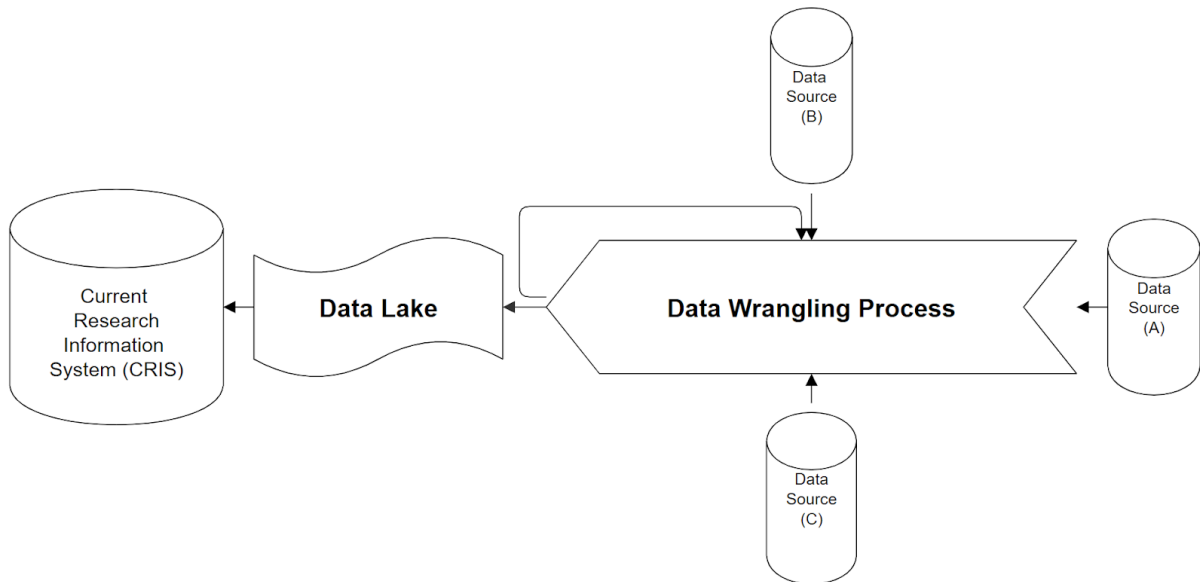 Data
Source
(B)
Current
Research
Information
System (CRIS)
Data Lake
Data Wrangling Process
Data
Source
(A)
Data
Source
(C)